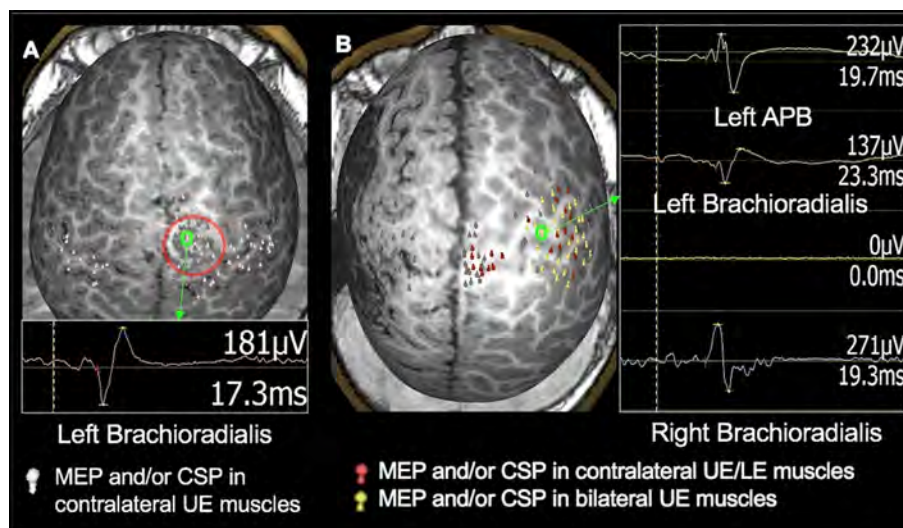 A
B
232µV
19.7ms
Left APB
137µV
23.3ms
Left Brachioradialis
0µV
0.0ms
181µV
17.3ms
271µV
19.3ms
Left Brachioradialis
Right Brachioradialis
MEP and/or CSP in
contralateral UE muscles
MEP and/or CSP in contralateral UE/LE muscles
MEP and/or CSP in bilateral UE muscles